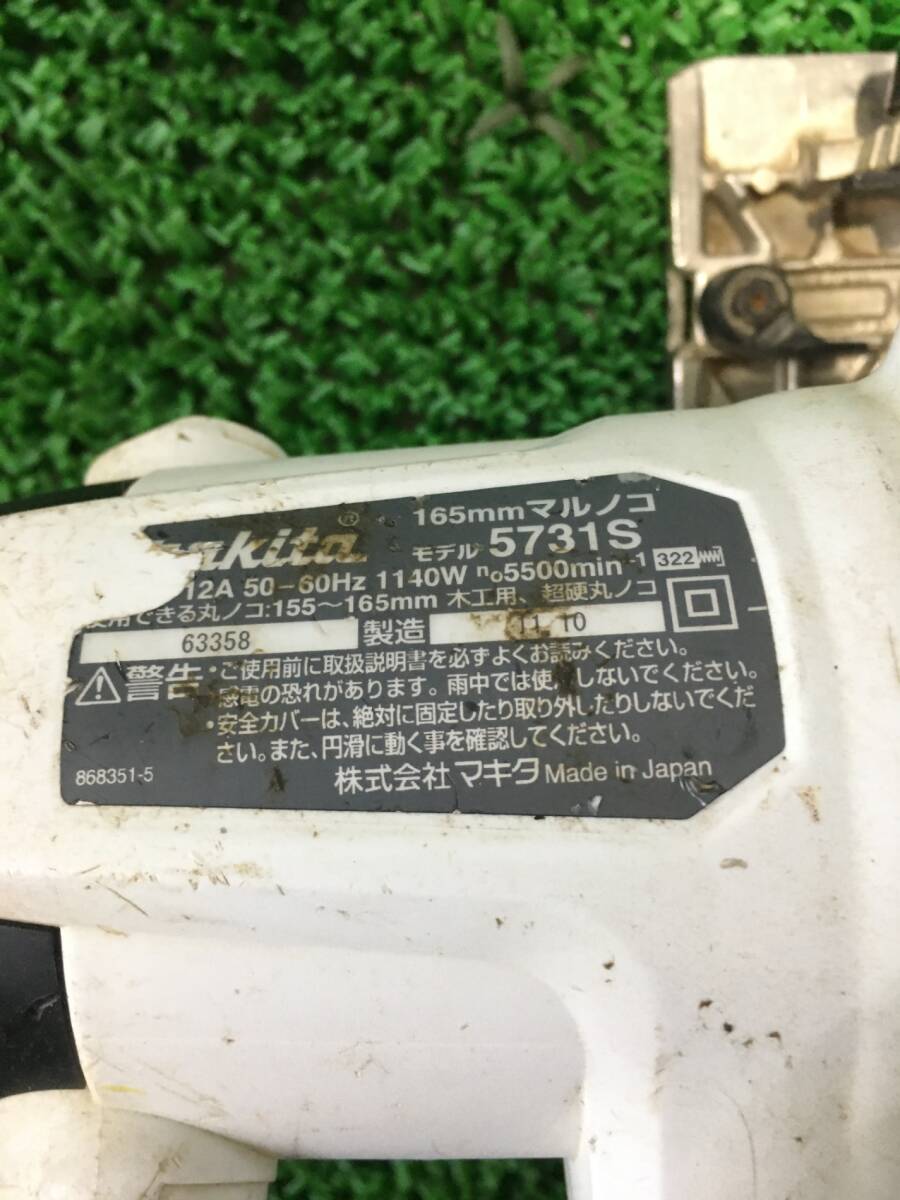 165mmマルノコ
makita® モデル 5731S
12A 50-60Hz 1140W n₀5500min⁻¹ 322
使用できる丸ノコ:155～165mm 木工用、超硬丸ノコ
63358 製造 11 10
⚠警告 ・ご使用前に取扱説明書を必ずよくお読みください。
感電の恐れがあります。雨中では使用しないでください。
・安全カバーは、絶対に固定したり取り外したりしないでくだ
さい。また、円滑に動く事を確認してください。
868351-5 株式会社マキタ Made in Japan